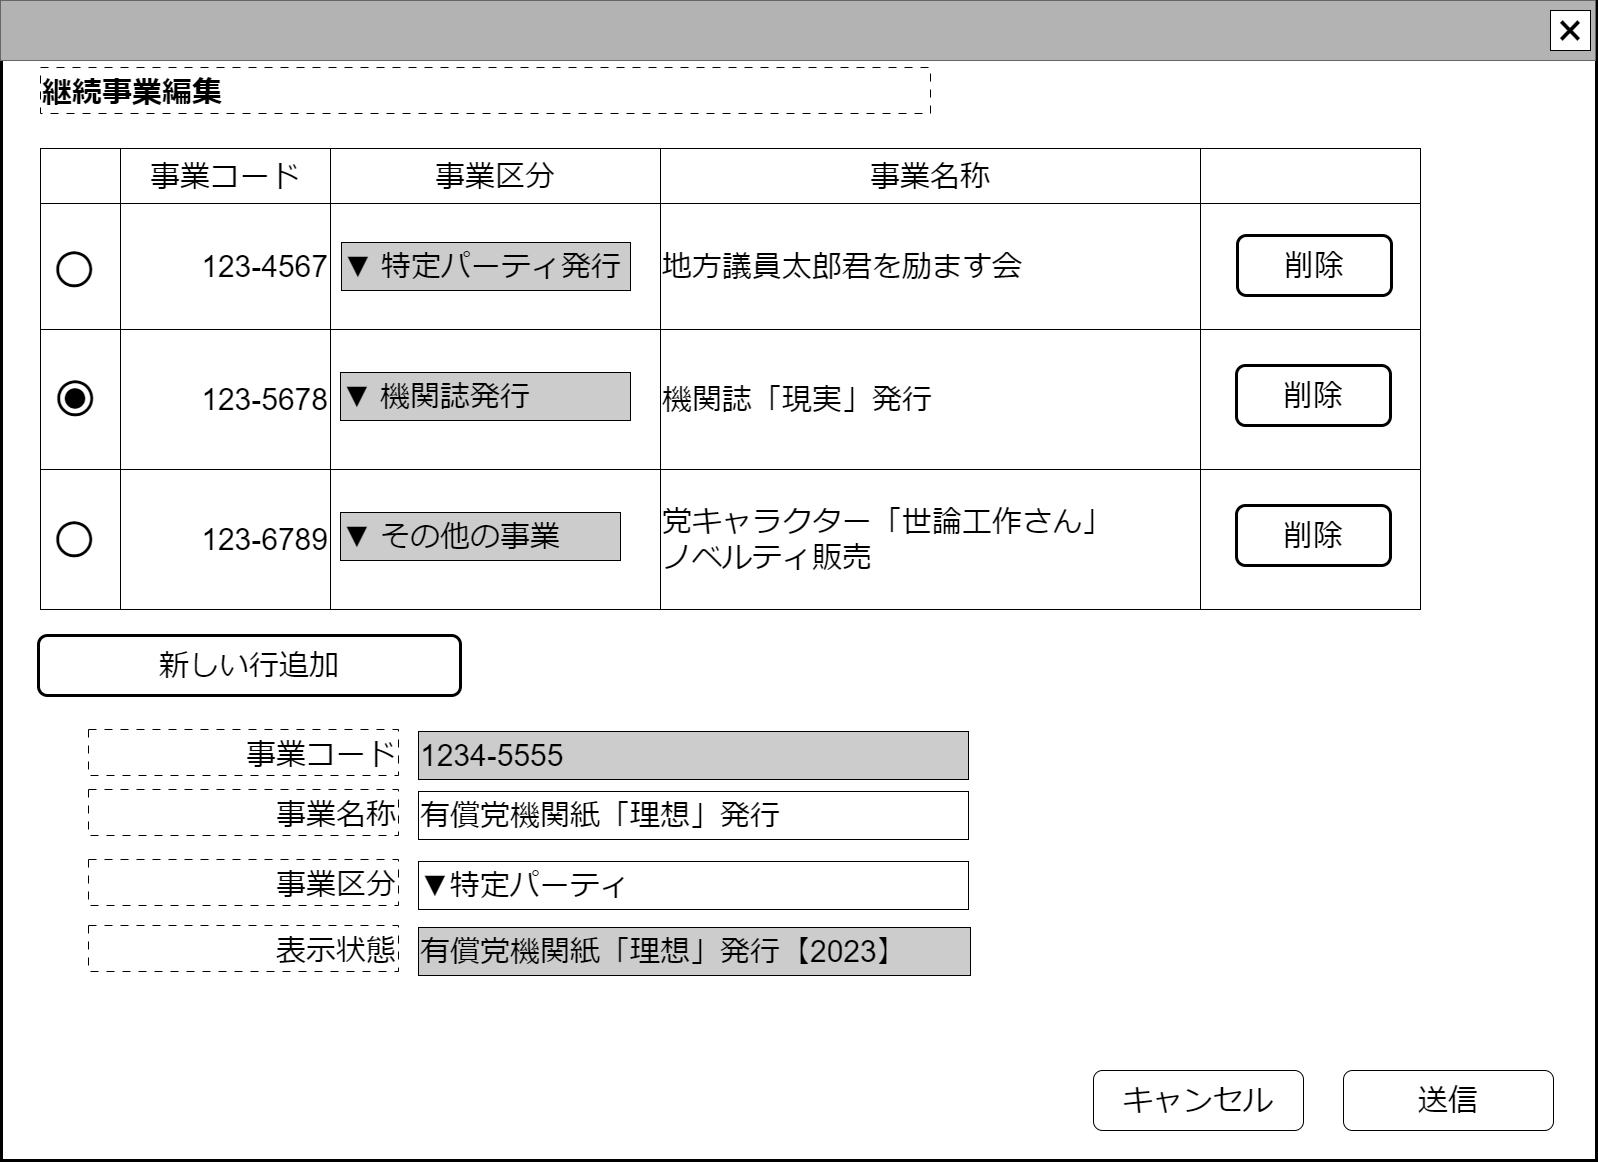 継続事業編集
事業コード 事業区分 事業名称
123-4567 ▼ 特定パーティ発行 地方議員太郎君を励ます会 削除
123-5678 ▼ 機関誌発行 機関誌「現実」発行 削除
123-6789 ▼ その他の事業 党キャラクター「世論工作さん」
ノベルティ販売 削除
新しい行追加
事業コード 1234-5555
事業名称 有償党機関紙「理想」発行
事業区分 ▼特定パーティ
表示状態 有償党機関紙「理想」発行【2023】
キャンセル 送信